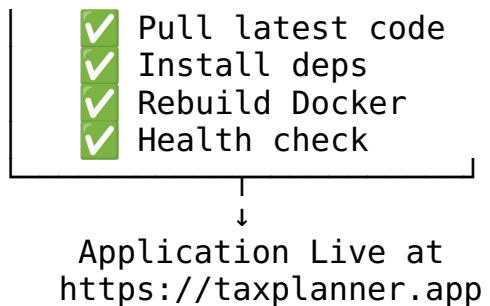 ✅ Pull latest code
✅ Install deps
✅ Rebuild Docker
✅ Health check
↓
Application Live at
https://taxplanner.app